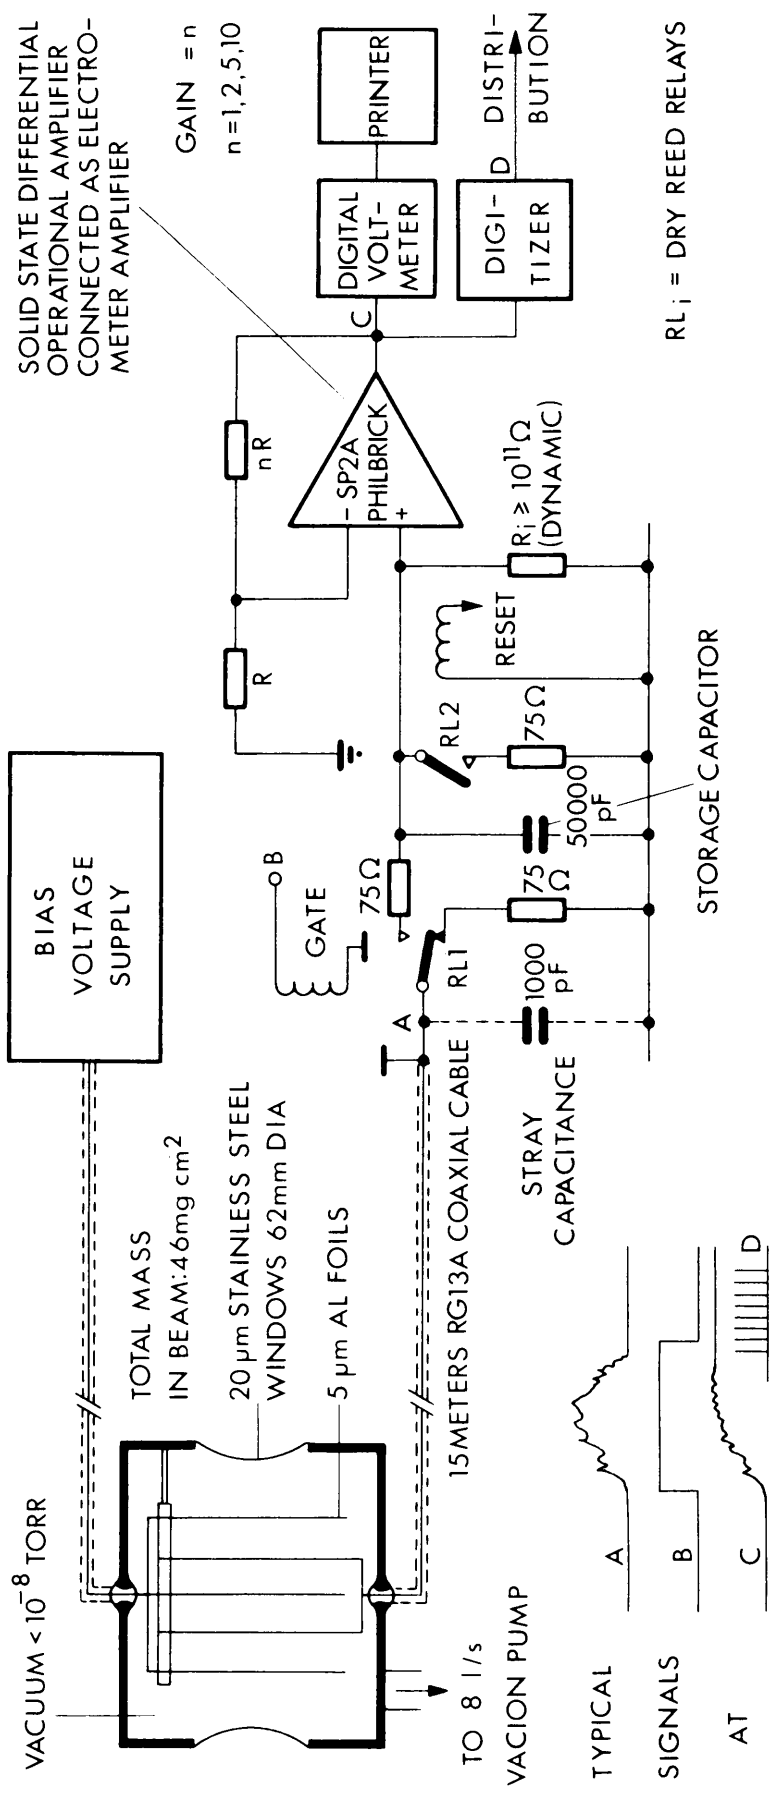 VACUUM < 10⁻⁸ TORR
TOTAL MASS
IN BEAM: 46mg cm²
20 μm STAINLESS STEEL
WINDOWS 62mm DIA
5 μm AL FOILS
TO 8 l/s
VACION PUMP
15METERS RG13A COAXIAL CABLE
BIAS
VOLTAGE
SUPPLY
GATE
B
A
RL1
STRAY
CAPACITANCE
1000
pF
75
Ω
75Ω
50000
pF
STORAGE CAPACITOR
RL2
75Ω
RESET
Rᵢ ≥ 10¹¹Ω
(DYNAMIC)
R
nR
−
+
SP2A
PHILBRICK
SOLID STATE DIFFERENTIAL
OPERATIONAL AMPLIFIER
CONNECTED AS ELECTRO-
METER AMPLIFIER
GAIN = n
n = 1,2,5,10
C
DIGITAL
VOLT-
METER
PRINTER
DIGI-
TIZER
D
DISTRI-
BUTION
RLᵢ = DRY REED RELAYS
TYPICAL
SIGNALS
AT
A
B
C
D